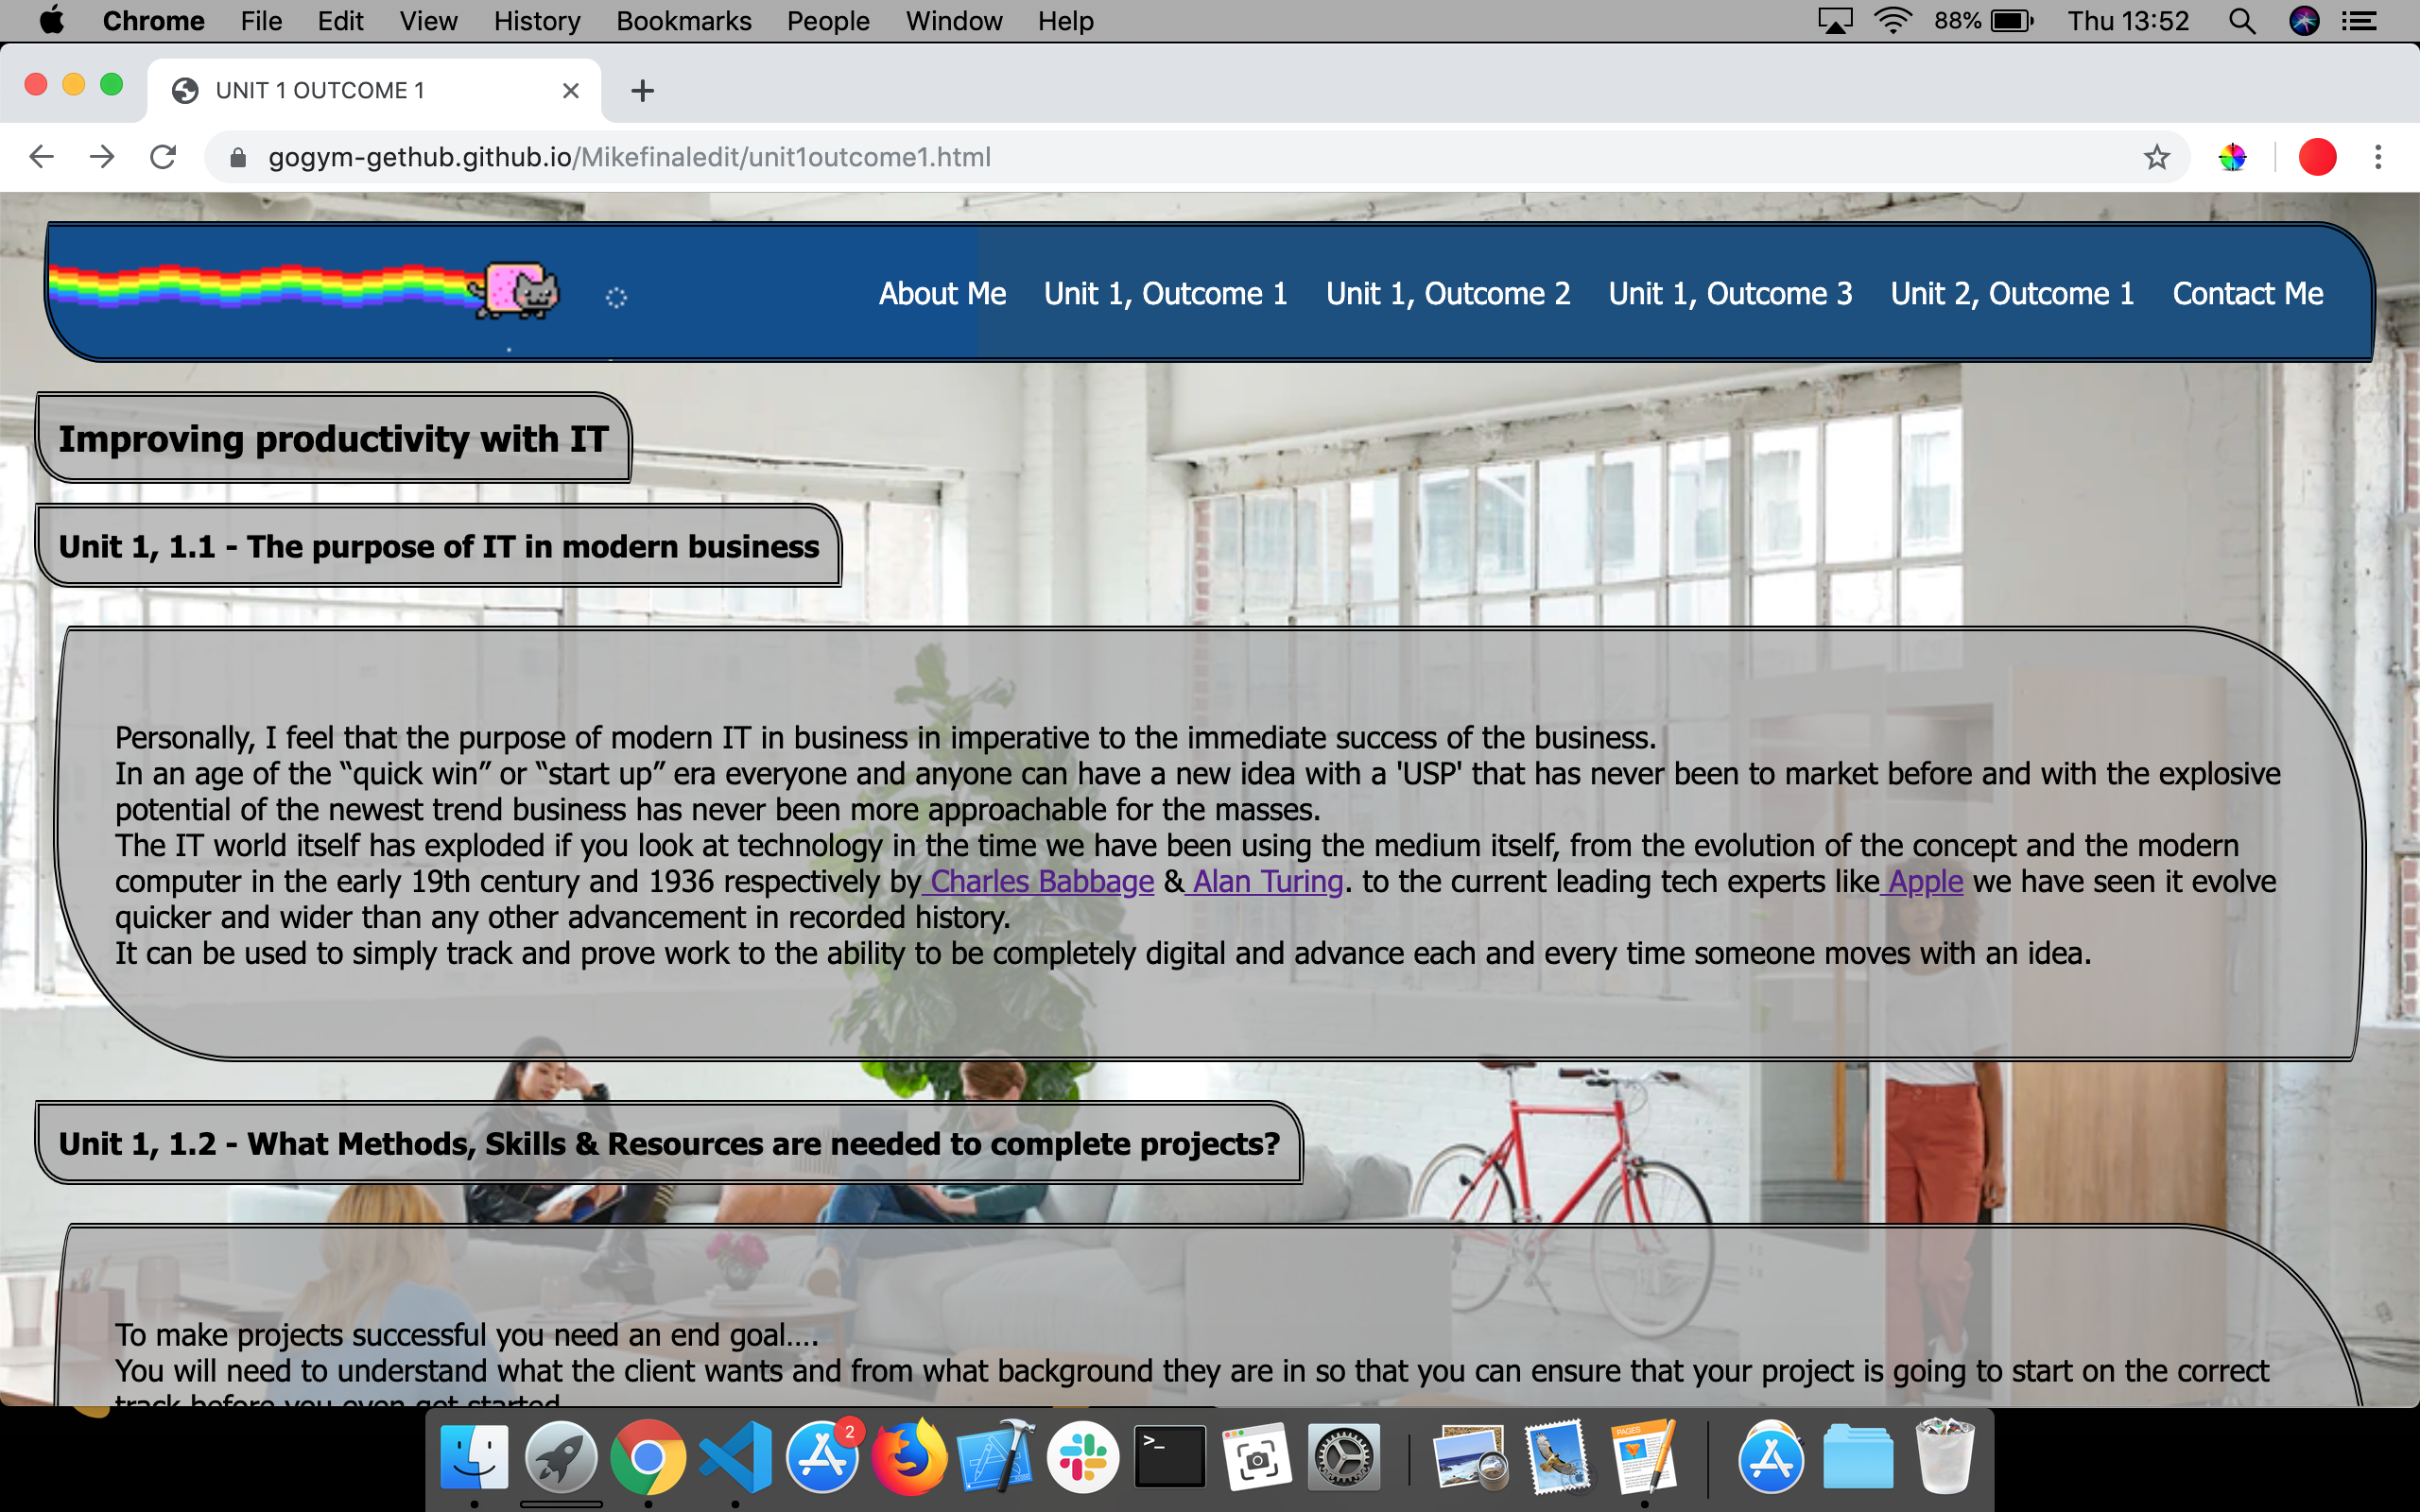 Chrome File Edit View History Bookmarks People Window Help 88% Thu 13:52
UNIT 1 OUTCOME 1
gogym-gethub.github.io/Mikefinaledit/unit1outcome1.html
About Me Unit 1, Outcome 1 Unit 1, Outcome 2 Unit 1, Outcome 3 Unit 2, Outcome 1 Contact Me
Improving productivity with IT
Unit 1, 1.1 - The purpose of IT in modern business
Personally, I feel that the purpose of modern IT in business in imperative to the immediate success of the business.
In an age of the “quick win” or “start up” era everyone and anyone can have a new idea with a 'USP' that has never been to market before and with the explosive
potential of the newest trend business has never been more approachable for the masses.
The IT world itself has exploded if you look at technology in the time we have been using the medium itself, from the evolution of the concept and the modern
computer in the early 19th century and 1936 respectively by Charles Babbage & Alan Turing. to the current leading tech experts like Apple we have seen it evolve
quicker and wider than any other advancement in recorded history.
It can be used to simply track and prove work to the ability to be completely digital and advance each and every time someone moves with an idea.
Unit 1, 1.2 - What Methods, Skills & Resources are needed to complete projects?
To make projects successful you need an end goal....
You will need to understand what the client wants and from what background they are in so that you can ensure that your project is going to start on the correct
track before you even get started
2
>_
PAGES